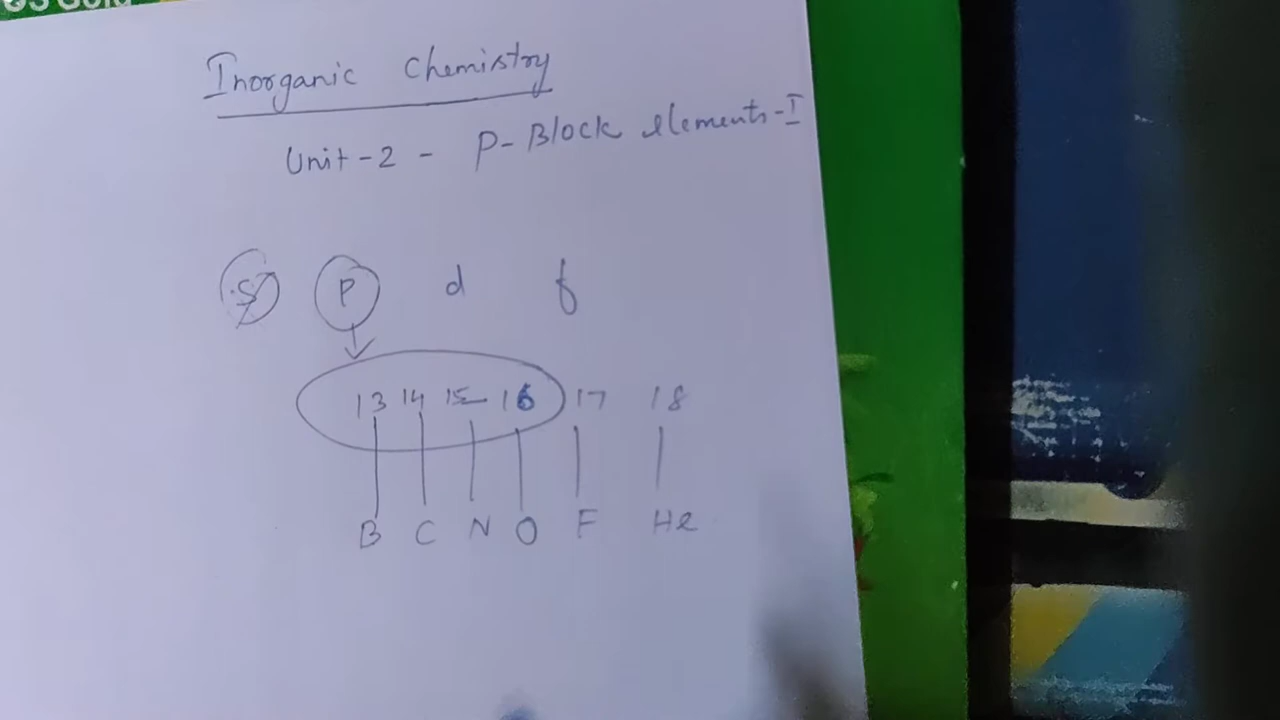 Inorganic Chemistry
Unit-2 - P-Block elements-I
S P d f
13 14 15 16 17 18
B C N O F He